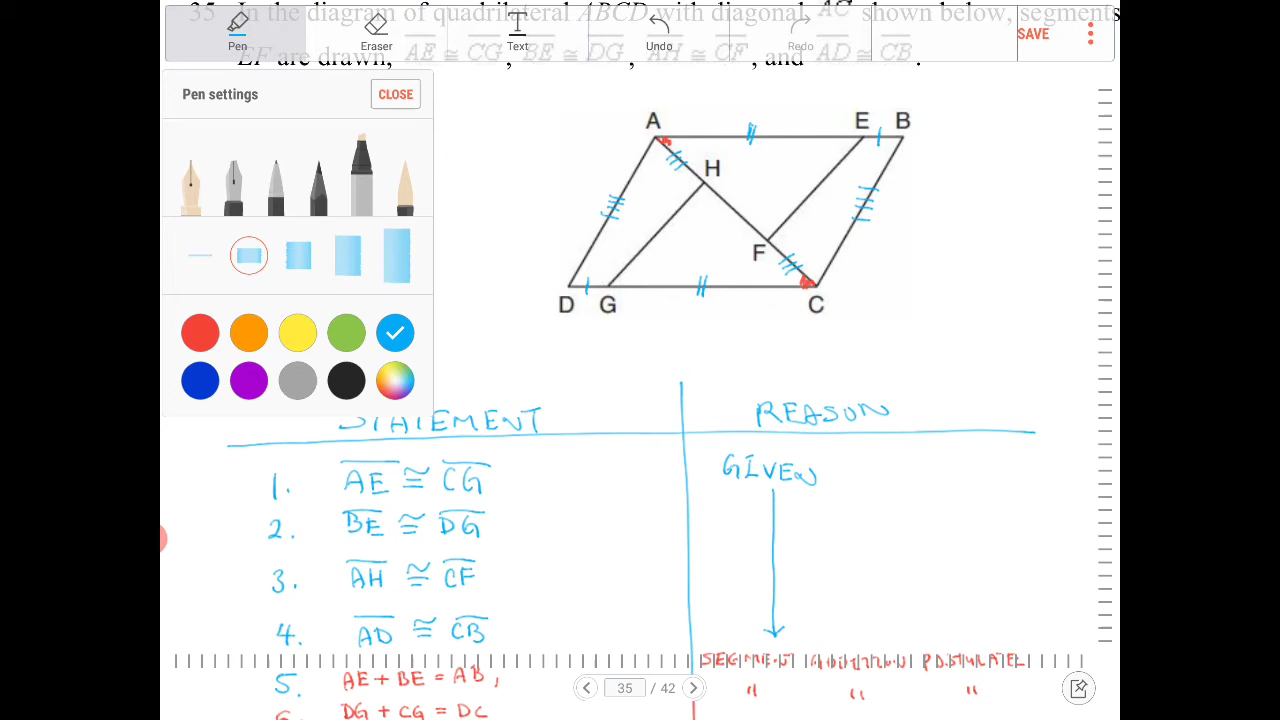 35 In the diagram of quadrilateral ABCD with diagonal AC shown below, segments
EF are drawn, AE ≅ CG, BE ≅ DG, AH ≅ CF, and AD ≅ CB.
Pen
Eraser
Text
Undo
Redo
SAVE
Pen settings
CLOSE
A
E
B
H
F
D
G
C
STATEMENT
REASON
1. AE ≅ CG
GIVEN
2. BE ≅ DG
3. AH ≅ CF
4. AD ≅ CB
SEGMENT ADDITION POSTULATE
5. AE + BE = AB,
" " "
6. DG + CG = DC
35 / 42